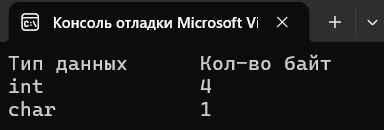 Консоль отладки Microsoft Vi
Тип данных Кол-во байт
int 4
char 1